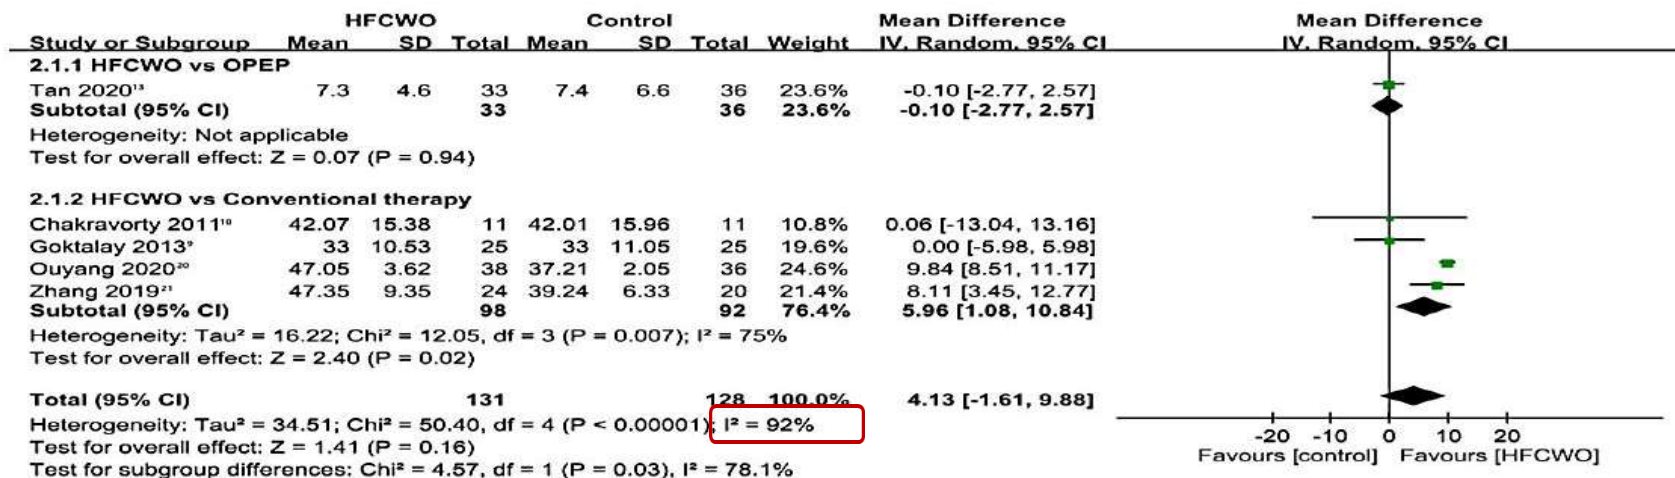 HFCWO Control Mean Difference Mean Difference
Study or Subgroup Mean SD Total Mean SD Total Weight IV, Random, 95% CI IV, Random, 95% CI
2.1.1 HFCWO vs OPEP
Tan 2020¹³ 7.3 4.6 33 7.4 6.6 36 23.6% -0.10 [-2.77, 2.57]
Subtotal (95% CI) 33 36 23.6% -0.10 [-2.77, 2.57]
Heterogeneity: Not applicable
Test for overall effect: Z = 0.07 (P = 0.94)
2.1.2 HFCWO vs Conventional therapy
Chakravorty 2011¹⁸ 42.07 15.38 11 42.01 15.96 11 10.8% 0.06 [-13.04, 13.16]
Goktalay 2013⁹ 33 10.53 25 33 11.05 25 19.6% 0.00 [-5.98, 5.98]
Ouyang 2020²⁰ 47.05 3.62 38 37.21 2.05 36 24.6% 9.84 [8.51, 11.17]
Zhang 2019²¹ 47.35 9.35 24 39.24 6.33 20 21.4% 8.11 [3.45, 12.77]
Subtotal (95% CI) 98 92 76.4% 5.96 [1.08, 10.84]
Heterogeneity: Tau² = 16.22; Chi² = 12.05, df = 3 (P = 0.007); I² = 75%
Test for overall effect: Z = 2.40 (P = 0.02)
Total (95% CI) 131 128 100.0% 4.13 [-1.61, 9.88]
Heterogeneity: Tau² = 34.51; Chi² = 50.40, df = 4 (P < 0.00001); I² = 92%
Test for overall effect: Z = 1.41 (P = 0.16)
Test for subgroup differences: Chi² = 4.57, df = 1 (P = 0.03), I² = 78.1%
-20 -10 0 10 20
Favours [control] Favours [HFCWO]